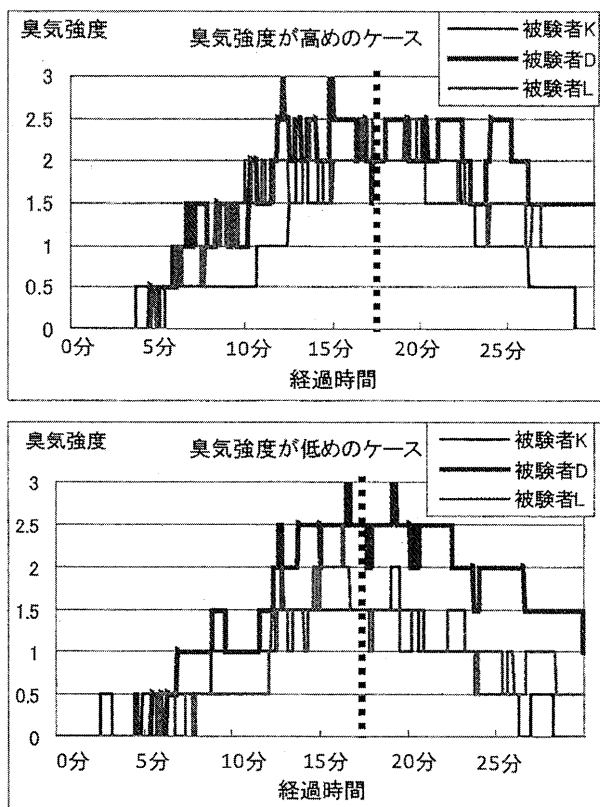 臭気強度
臭気強度が高めのケース
被験者K
被験者D
被験者L
3
2.5
2
1.5
1
0.5
0
0分
5分
10分
15分
20分
25分
経過時間
臭気強度
臭気強度が低めのケース
被験者K
被験者D
被験者L
3
2.5
2
1.5
1
0.5
0
0分
5分
10分
15分
20分
25分
経過時間